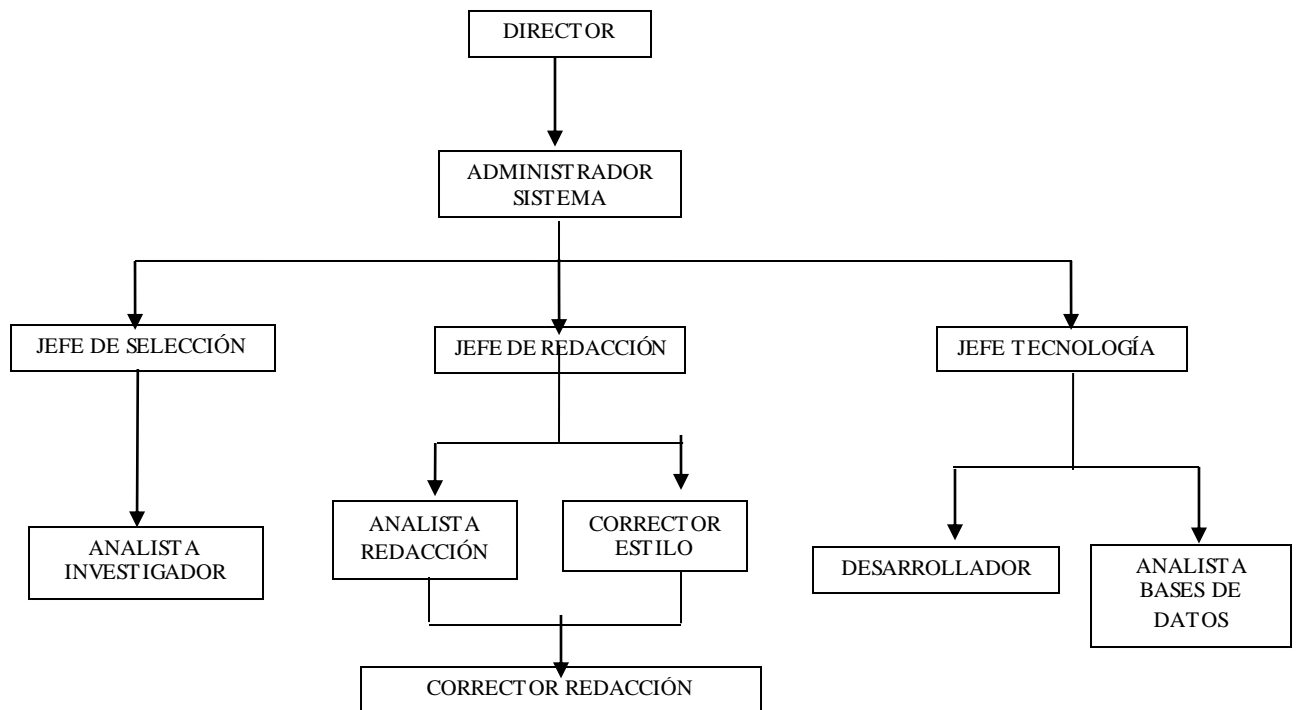 DIRECTOR
ADMINISTRADOR
SISTEMA
JEFE DE SELECCIÓN
JEFE DE REDACCIÓN
JEFE TECNOLOGÍA
ANALISTA
INVESTIGADOR
ANALISTA
REDACCIÓN
CORRECTOR
ESTILO
DESARROLLADOR
ANALISTA
BASES DE
DATOS
CORRECTOR REDACCIÓN